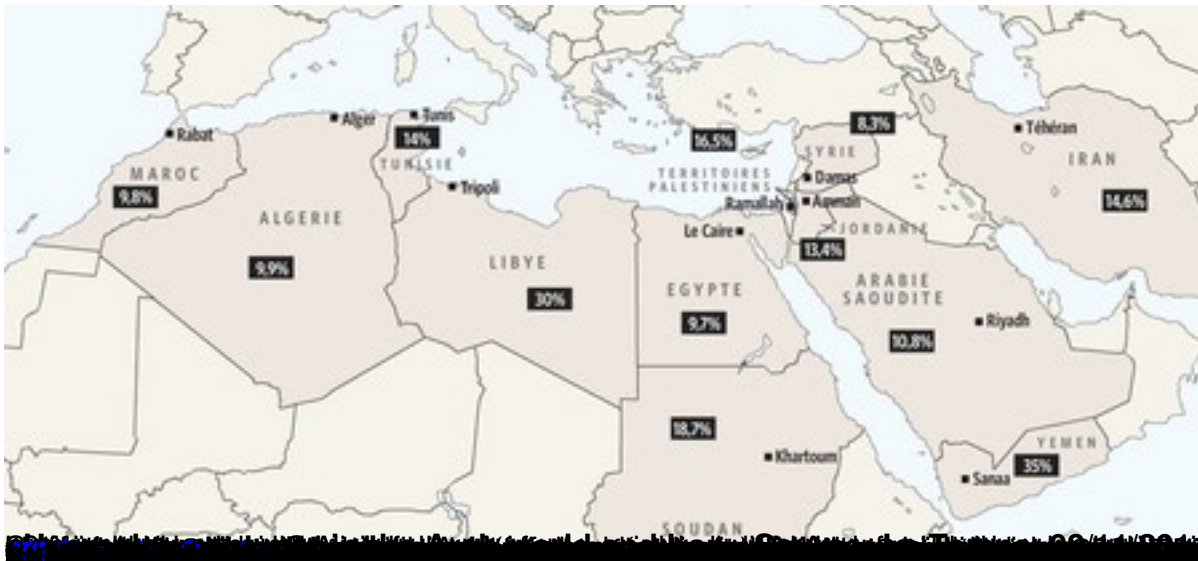 Rabat
MAROC
9,8%
Alger
ALGERIE
9,9%
Tunis
14%
TUNISIE
Tripoli
LIBYE
30%
16,5%
TERRITOIRES
PALESTINIENS
Ramallah
8,3%
SYRIE
Damas
JORDANIE
13,4%
Le Caire
EGYPTE
9,7%
Téhéran
IRAN
14,6%
ARABIE
SAOUDITE
Riyadh
10,8%
18,7%
Khartoum
SOUDAN
YEMEN
35%
Sanaa